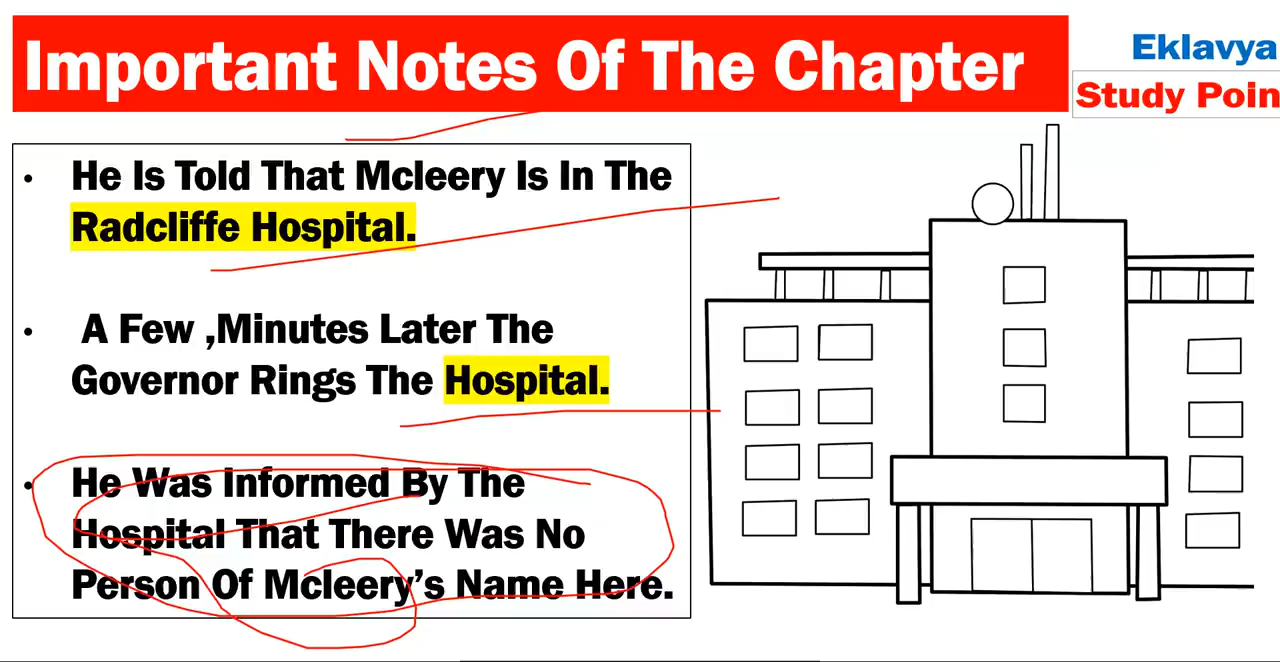 Important Notes Of The Chapter
Eklavya
Study Poin
• He Is Told That Mcleery Is In The
Radcliffe Hospital.
• A Few ,Minutes Later The
Governor Rings The Hospital.
• He Was Informed By The
Hospital That There Was No
Person Of Mcleery’s Name Here.